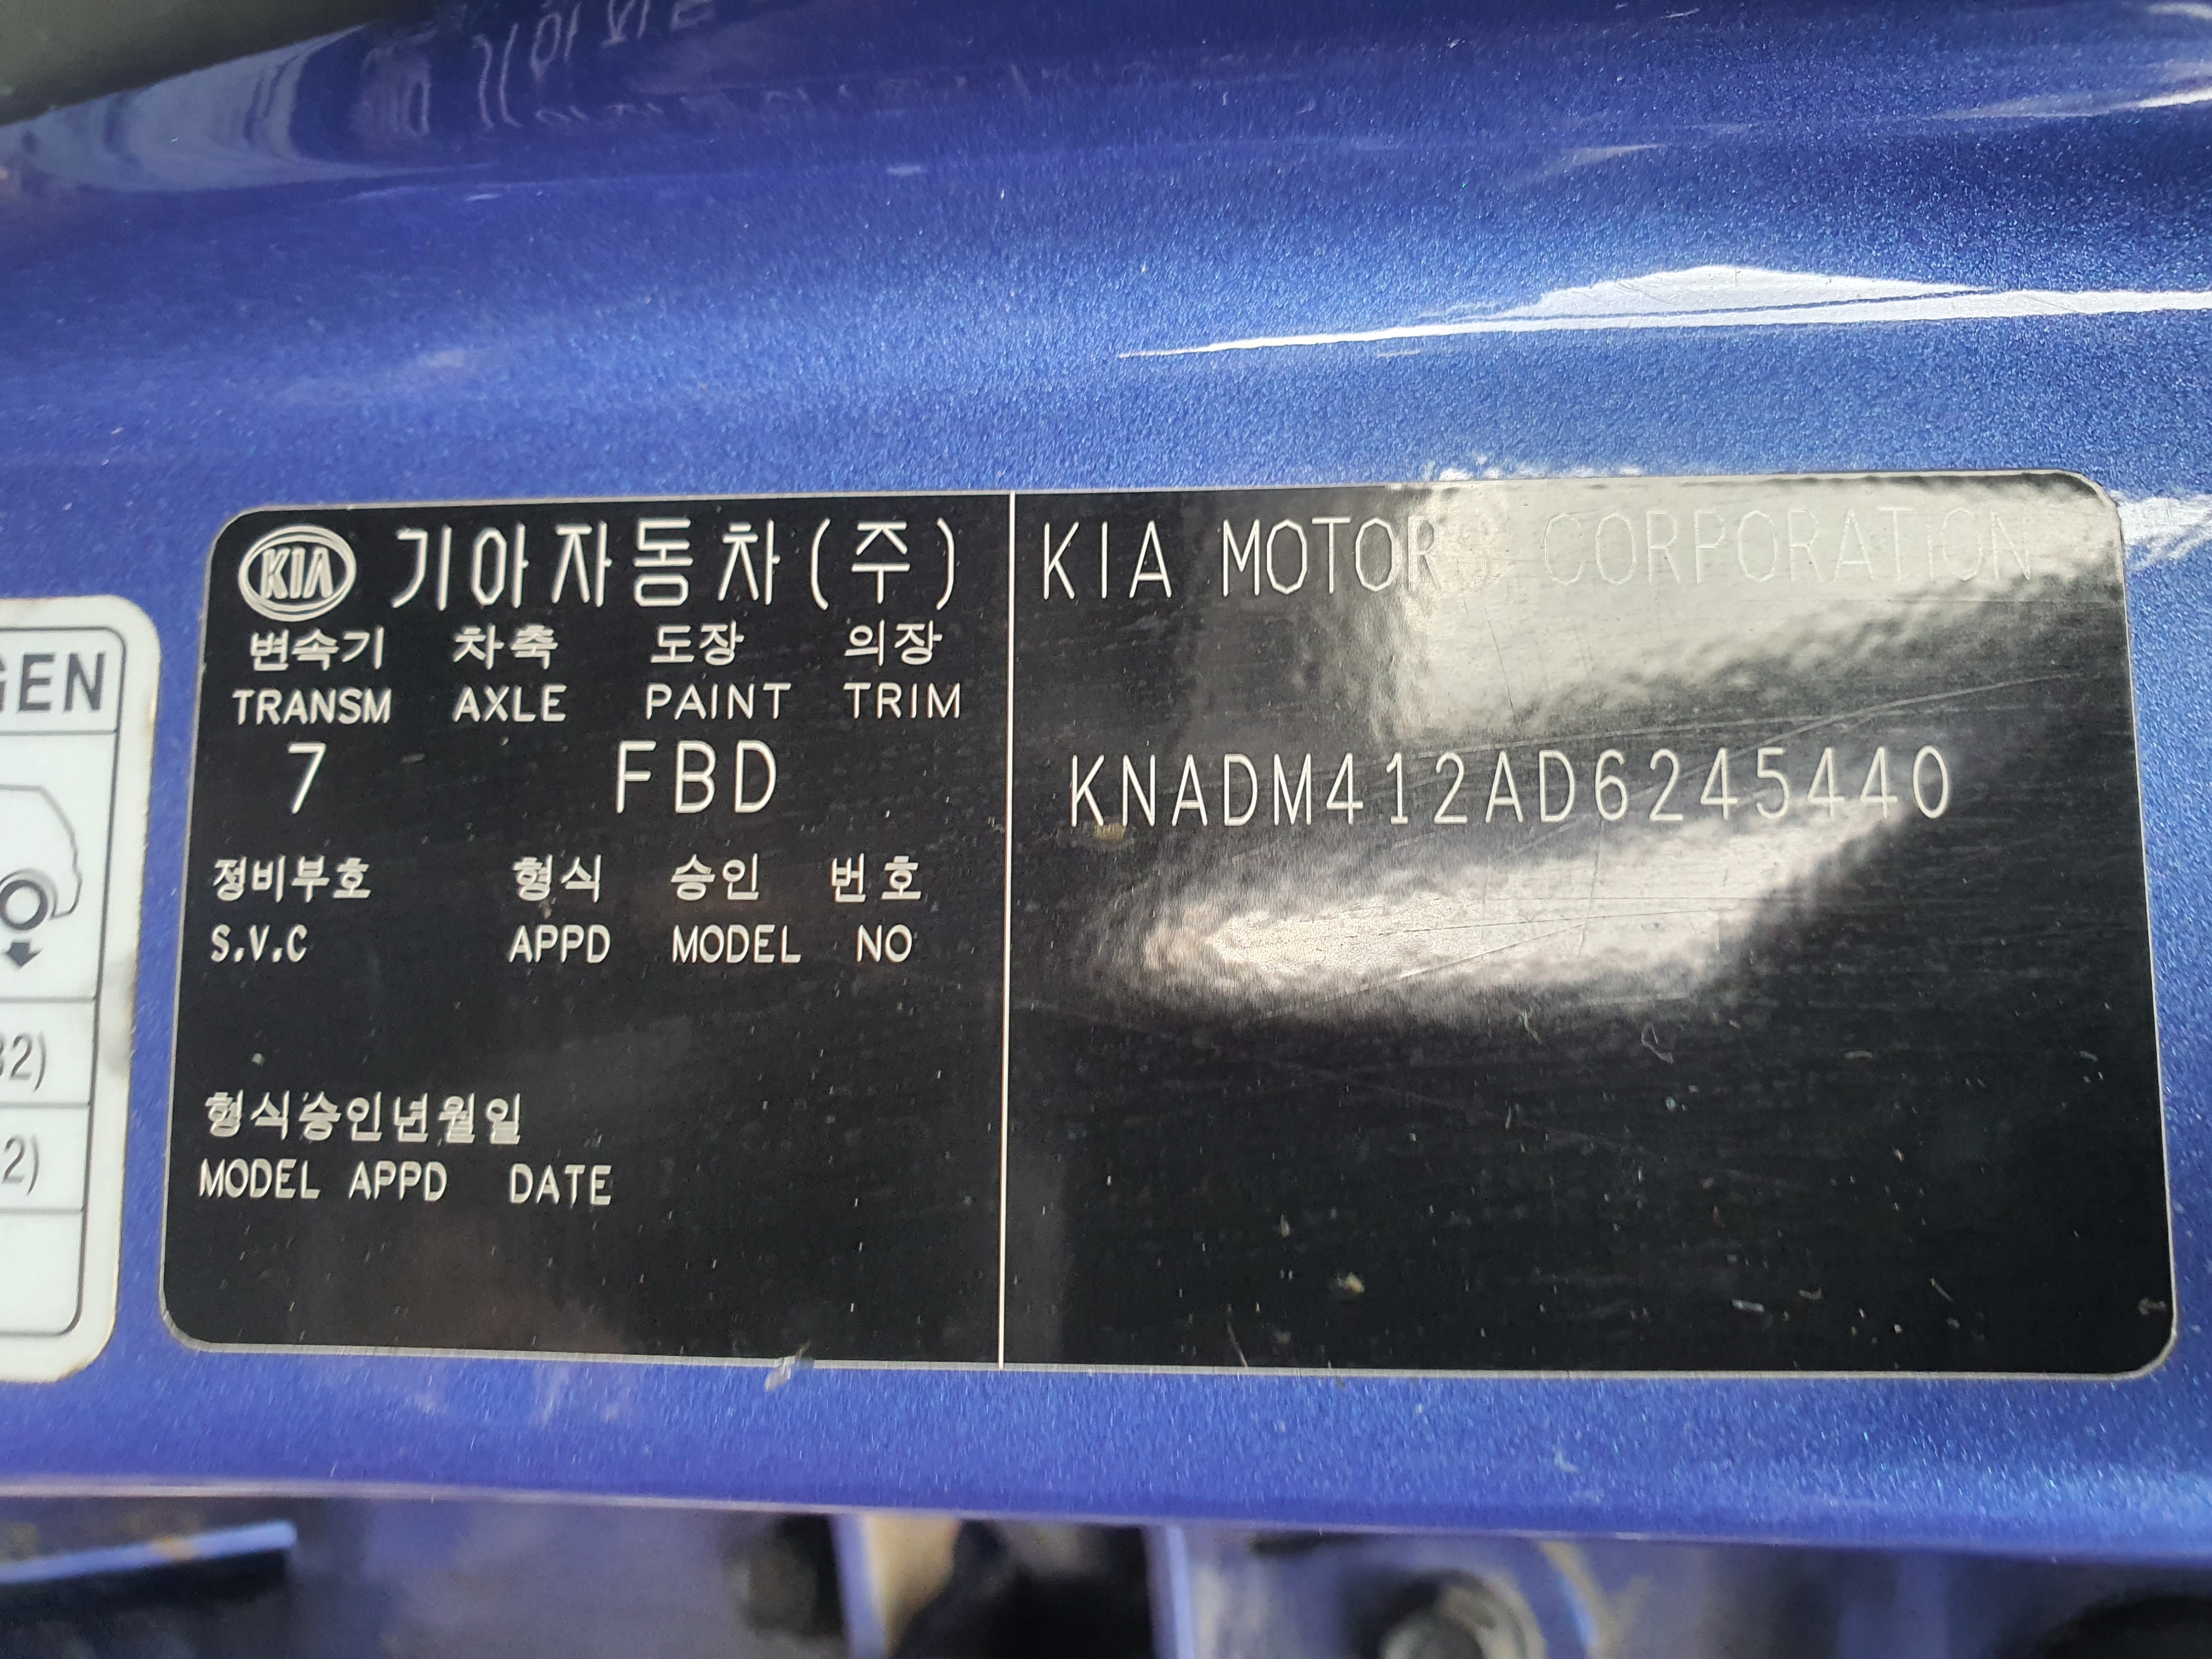 KIA 기아자동차(주) KIA MOTORS CORPORATION
변속기 차축 도장 의장
TRANSM AXLE PAINT TRIM
7 FBD
KNADM412AD6245440
정비부호 형식 승인 번호
S.V.C APPD MODEL NO
형식승인년월일
MODEL APPD DATE
GEN
32)
2)